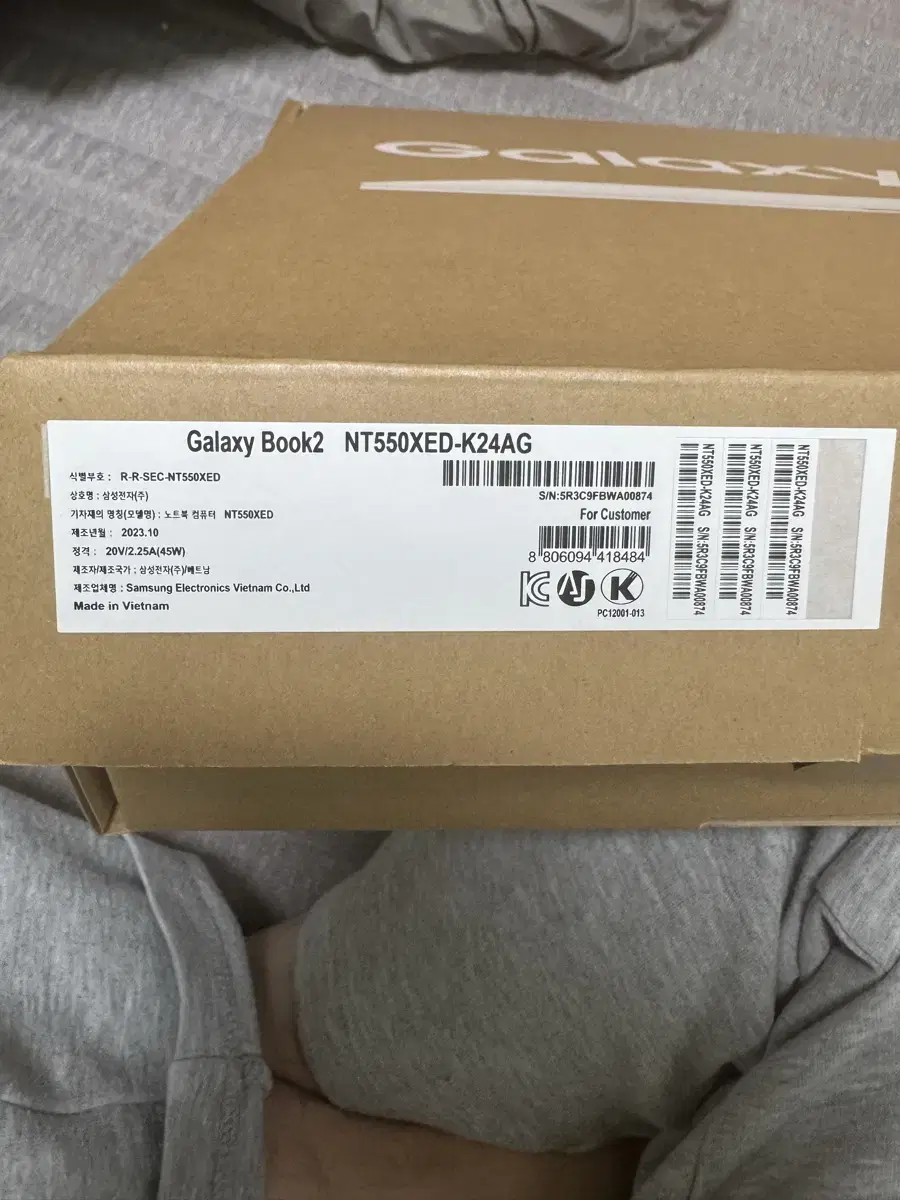 Galaxy
Galaxy Book2 NT550XED-K24AG
식별부호 : R-R-SEC-NT550XED
상호명 : 삼성전자(주)
기자재의 명칭(모델명) : 노트북 컴퓨터 NT550XED
제조년월 : 2023.10
정격 : 20V/2.25A(45W)
제조자/제조국가 : 삼성전자(주)/베트남
제조업체명 : Samsung Electronics Vietnam Co.,Ltd
Made in Vietnam
S/N:5R3C9FBWA00874
For Customer
8 806094 418484
PC12001-013
NT550XED-K24AG S/N:5R3C9FBWA00874
NT550XED-K24AG S/N:5R3C9FBWA00874
NT550XED-K24AG S/N:5R3C9FBWA00874